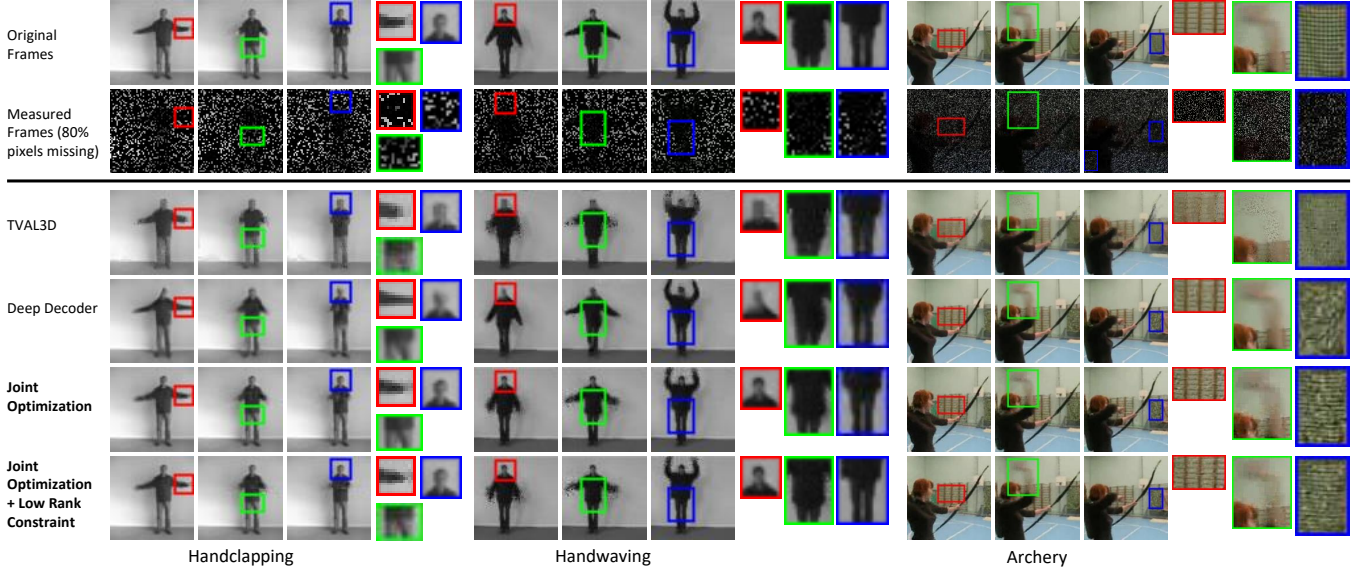 Original
Frames
Measured
Frames (80%
pixels missing)
TVAL3D
Deep Decoder
Joint
Optimization
Joint
Optimization
+ Low Rank
Constraint
Handclapping
Handwaving
Archery